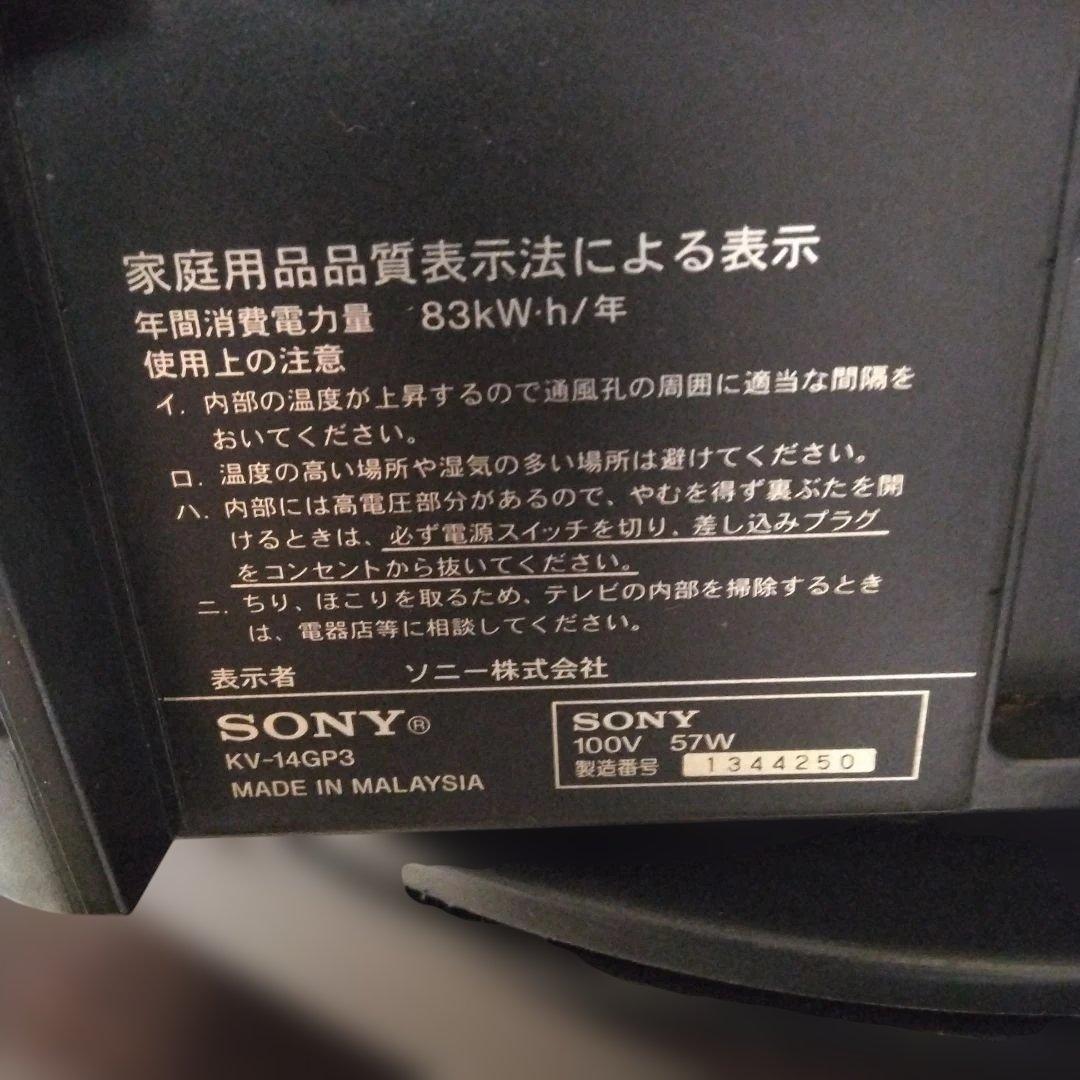 家庭用品品質表示法による表示
年間消費電力量 83kW·h/年
使用上の注意
イ. 内部の温度が上昇するので通風孔の周囲に適当な間隔を
おいてください。
ロ. 温度の高い場所や湿気の多い場所は避けてください。
ハ. 内部には高電圧部分があるので、やむを得ず裏ぶたを開
けるときは、必ず電源スイッチを切り、差し込みプラグ
をコンセントから抜いてください。
ニ. ちり、ほこりを取るため、テレビの内部を掃除するとき
は、電器店等に相談してください。
表示者 ソニー株式会社
SONY®
KV-14GP3
MADE IN MALAYSIA
SONY
100V 57W
製造番号 1344250